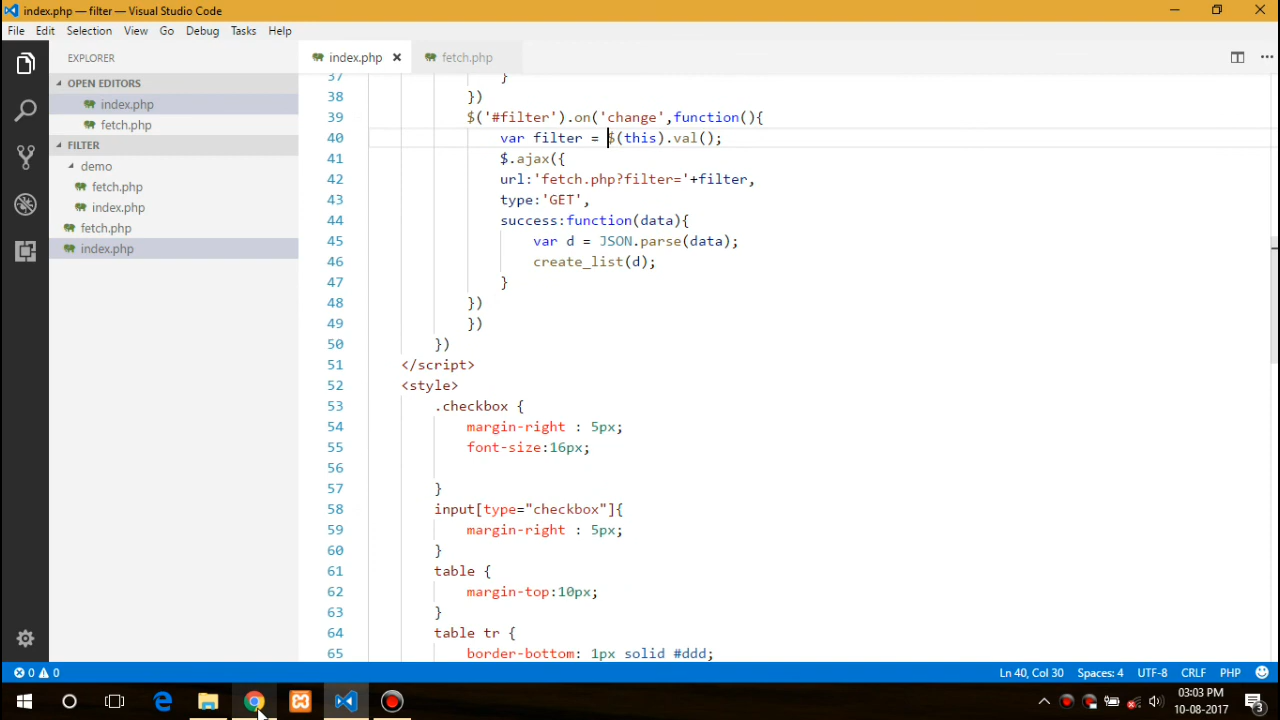 index.php — filter — Visual Studio Code
File Edit Selection View Go Debug Tasks Help
EXPLORER
OPEN EDITORS
index.php
fetch.php
FILTER
demo
fetch.php
index.php
fetch.php
index.php
index.php × fetch.php
37 }
38 })
39 $('#filter').on('change',function(){
40 var filter = $(this).val();
41 $.ajax({
42 url:'fetch.php?filter='+filter,
43 type:'GET',
44 success:function(data){
45 var d = JSON.parse(data);
46 create_list(d);
47 }
48 })
49 })
50 })
51 </script>
52 <style>
53 .checkbox {
54 margin-right : 5px;
55 font-size:16px;
56
57 }
58 input[type="checkbox"]{
59 margin-right : 5px;
60 }
61 table {
62 margin-top:10px;
63 }
64 table tr {
65 border-bottom: 1px solid #ddd;
0 0 Ln 40, Col 30 Spaces: 4 UTF-8 CRLF PHP
03:03 PM
10-08-2017
3